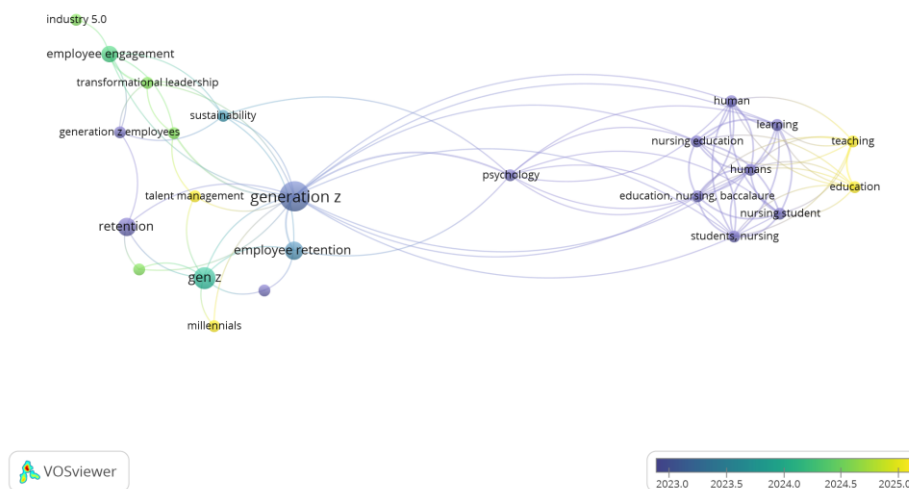 industry 5.0
employee engagement
transformational leadership
sustainability
generation z employees
talent management
generation z
retention
employee retention
gen z
millennials
psychology
human
learning
nursing education
teaching
humans
education
education, nursing, baccalaure
nursing student
students, nursing
VOSviewer
2023.0 2023.5 2024.0 2024.5 2025.0